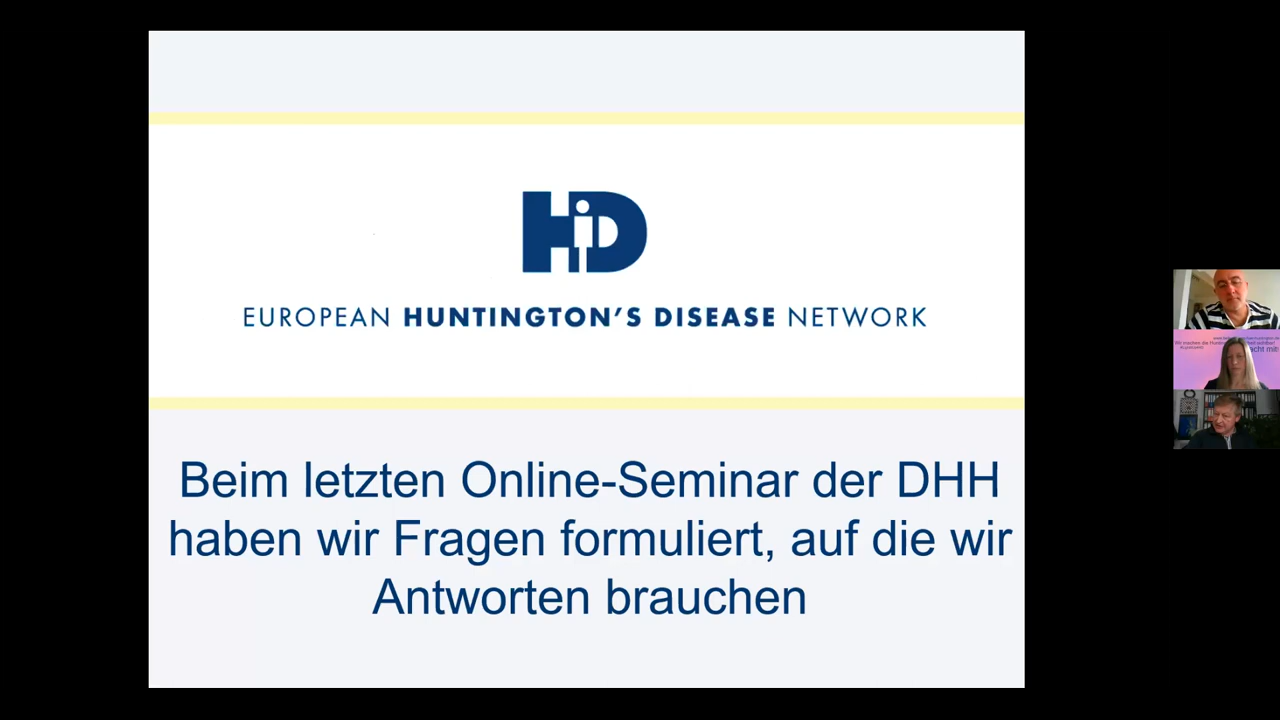 HD
EUROPEAN HUNTINGTON'S DISEASE NETWORK
Beim letzten Online-Seminar der DHH
haben wir Fragen formuliert, auf die wir
Antworten brauchen